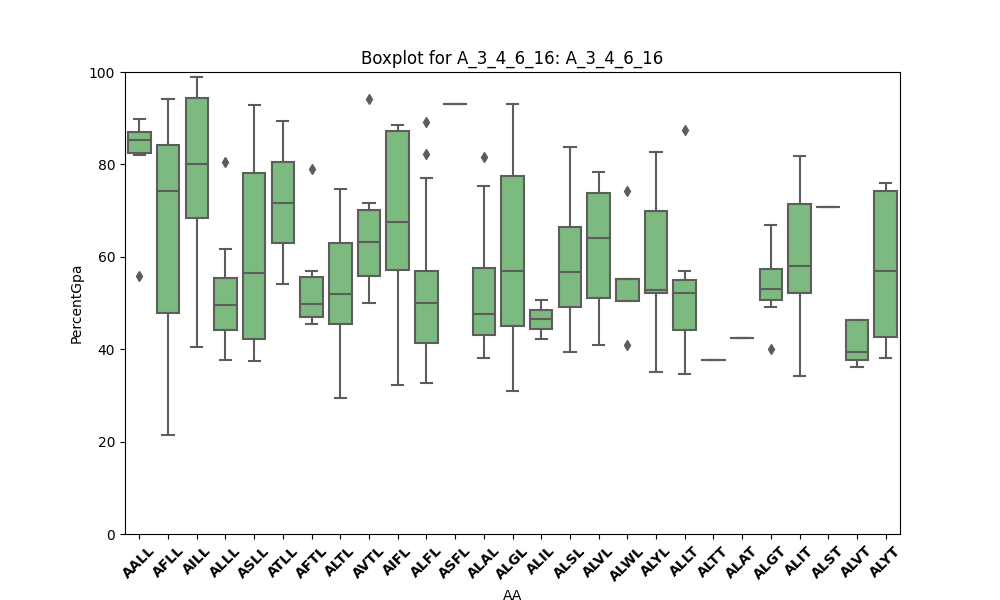 Boxplot for A_3_4_6_16: A_3_4_6_16
100
80
60
40
20
0
PercentGpa
AALL AFLL AILL ALLL ASLL ATLL AFTL ALTL AVTL AIFL ALFL ASFL ALAL ALGL ALIL ALSL ALVL ALWL ALYL ALLT ALTT ALAT ALGT ALIT ALST ALVT ALYT
AA